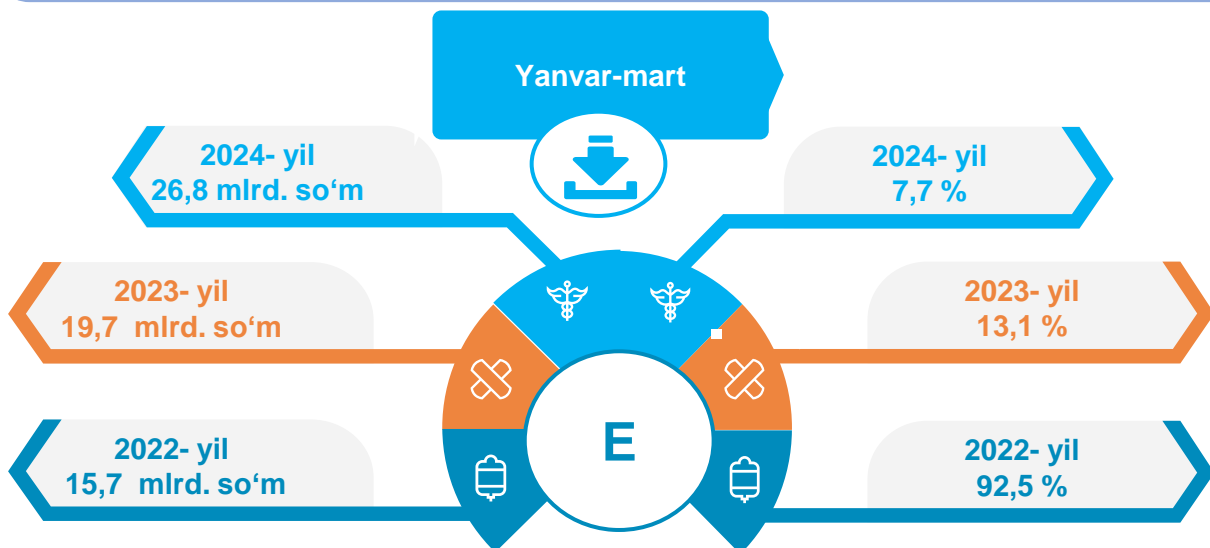 Yanvar-mart
2024- yil
26,8 mlrd. so‘m
2024- yil
7,7 %
2023- yil
19,7 mlrd. so‘m
2023- yil
13,1 %
2022- yil
15,7 mlrd. so‘m
2022- yil
92,5 %
E